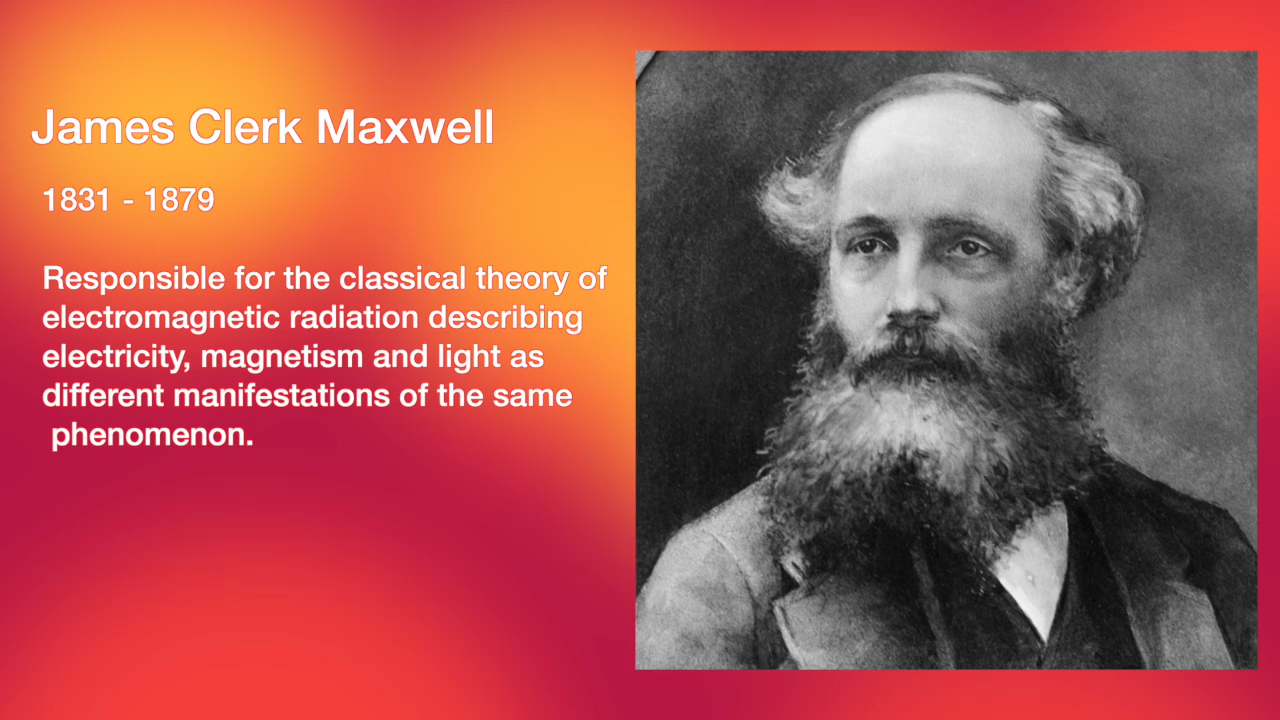 James Clerk Maxwell
1831 - 1879
Responsible for the classical theory of
electromagnetic radiation describing
electricity, magnetism and light as
different manifestations of the same
phenomenon.